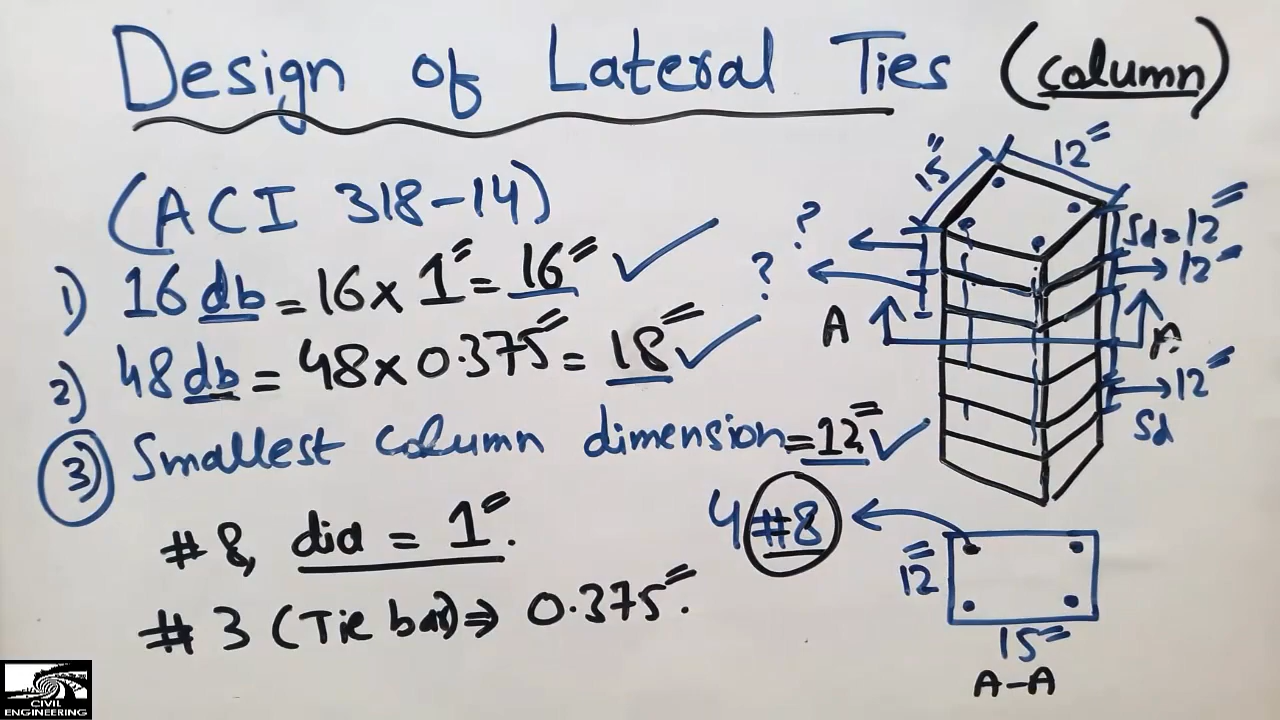 Design of Lateral Ties (column)
(ACI 318-14)
1) 16 db = 16 x 1" = 16"
2) 48 db = 48 x 0.375" = 18"
3) Smallest column dimension = 12"
# 8, dia = 1".
# 3 (Tie bar) => 0.375".
4 #8
15"
12"
Sd = 12"
12"
?
?
A
A
12"
Sd
12"
15"
A-A
CIVIL
ENGINEERING